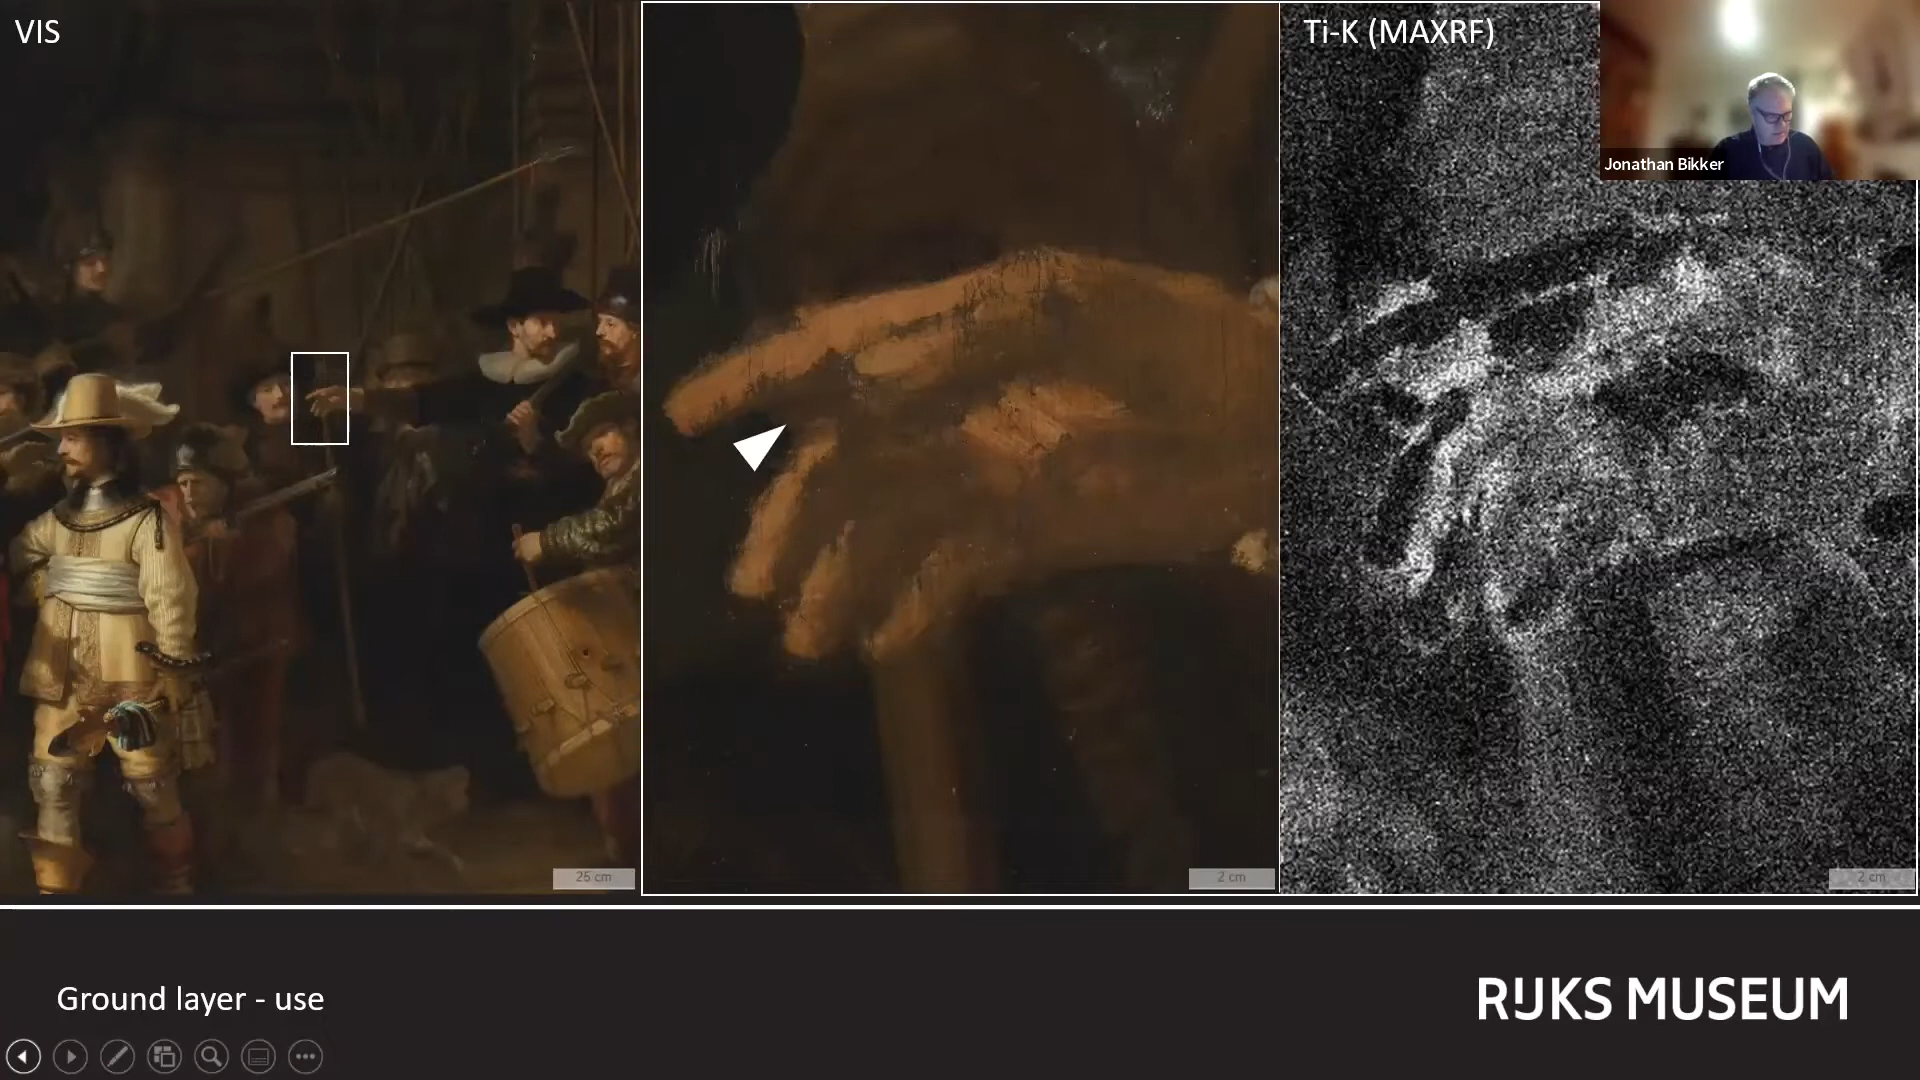 VIS
Ti-K (MAXRF)
Jonathan Bikker
25 cm
2 cm
2 cm
Ground layer - use
RIJKS MUSEUM